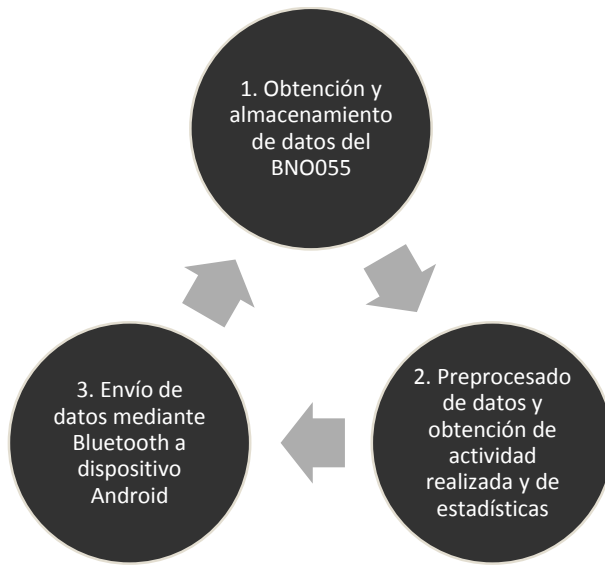 1. Obtención y
almacenamiento
de datos del
BNO055
2. Preprocesado
de datos y
obtención de
actividad
realizada y de
estadísticas
3. Envío de
datos mediante
Bluetooth a
dispositivo
Android